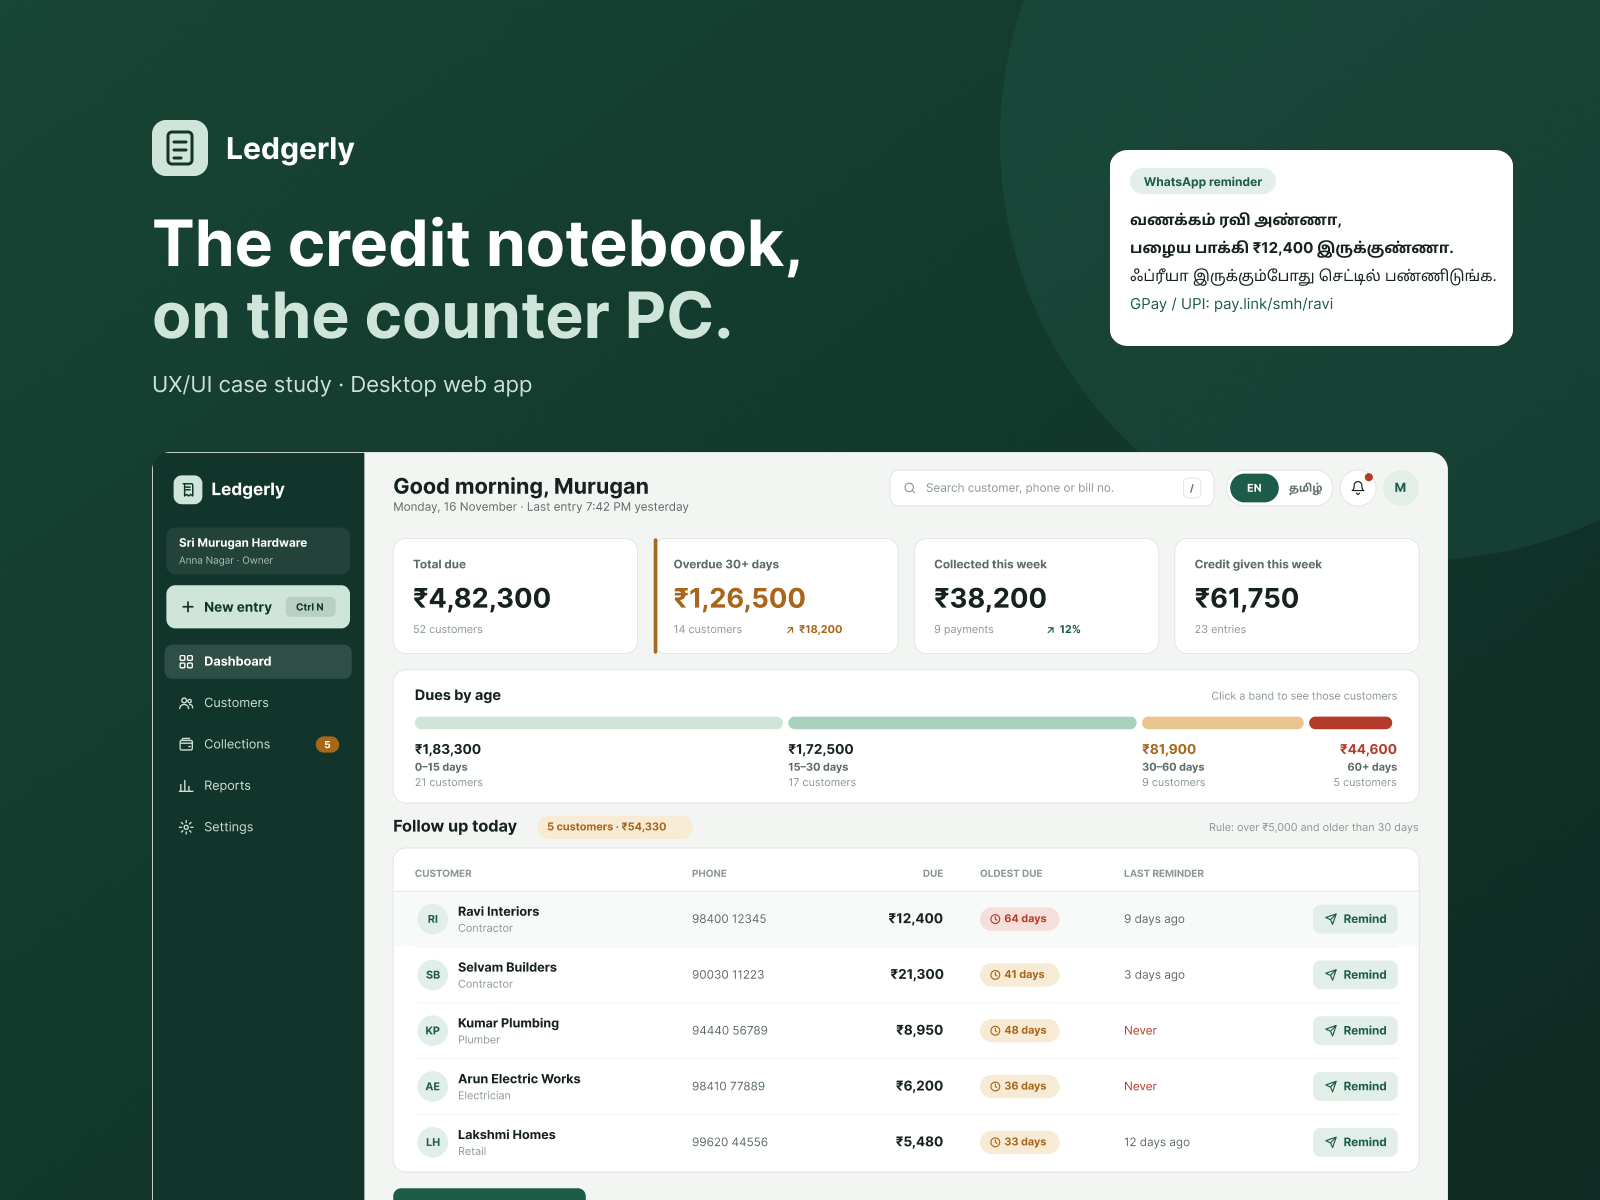 Ledgerly
The credit notebook,
on the counter PC.
UX/UI case study · Desktop web app
WhatsApp reminder
வணக்கம் ரவி அண்ணா,
பழைய பாக்கி ₹12,400 இருக்குண்ணா.
ஃப்ரீயா இருக்கும்போது செட்டில் பண்ணிடுங்க.
GPay / UPI: pay.link/smh/ravi
Ledgerly
Sri Murugan Hardware
Anna Nagar · Owner
New entry Ctrl N
Dashboard
Customers
Collections 5
Reports
Settings
Good morning, Murugan
Monday, 16 November · Last entry 7:42 PM yesterday
Search customer, phone or bill no. /
EN தமிழ் M
Total due
₹4,82,300
52 customers
Overdue 30+ days
₹1,26,500
14 customers ₹18,200
Collected this week
₹38,200
9 payments 12%
Credit given this week
₹61,750
23 entries
Dues by age Click a band to see those customers
₹1,83,300 ₹1,72,500 ₹81,900 ₹44,600
0–15 days 15–30 days 30–60 days 60+ days
21 customers 17 customers 9 customers 5 customers
Follow up today 5 customers · ₹54,330 Rule: over ₹5,000 and older than 30 days
CUSTOMER PHONE DUE OLDEST DUE LAST REMINDER
RI Ravi Interiors 98400 12345 ₹12,400 64 days 9 days ago Remind
Contractor
SB Selvam Builders 90030 11223 ₹21,300 41 days 3 days ago Remind
Contractor
KP Kumar Plumbing 94440 56789 ₹8,950 48 days Never Remind
Plumber
AE Arun Electric Works 98410 77889 ₹6,200 36 days Never Remind
Electrician
LH Lakshmi Homes 99620 44556 ₹5,480 33 days 12 days ago Remind
Retail